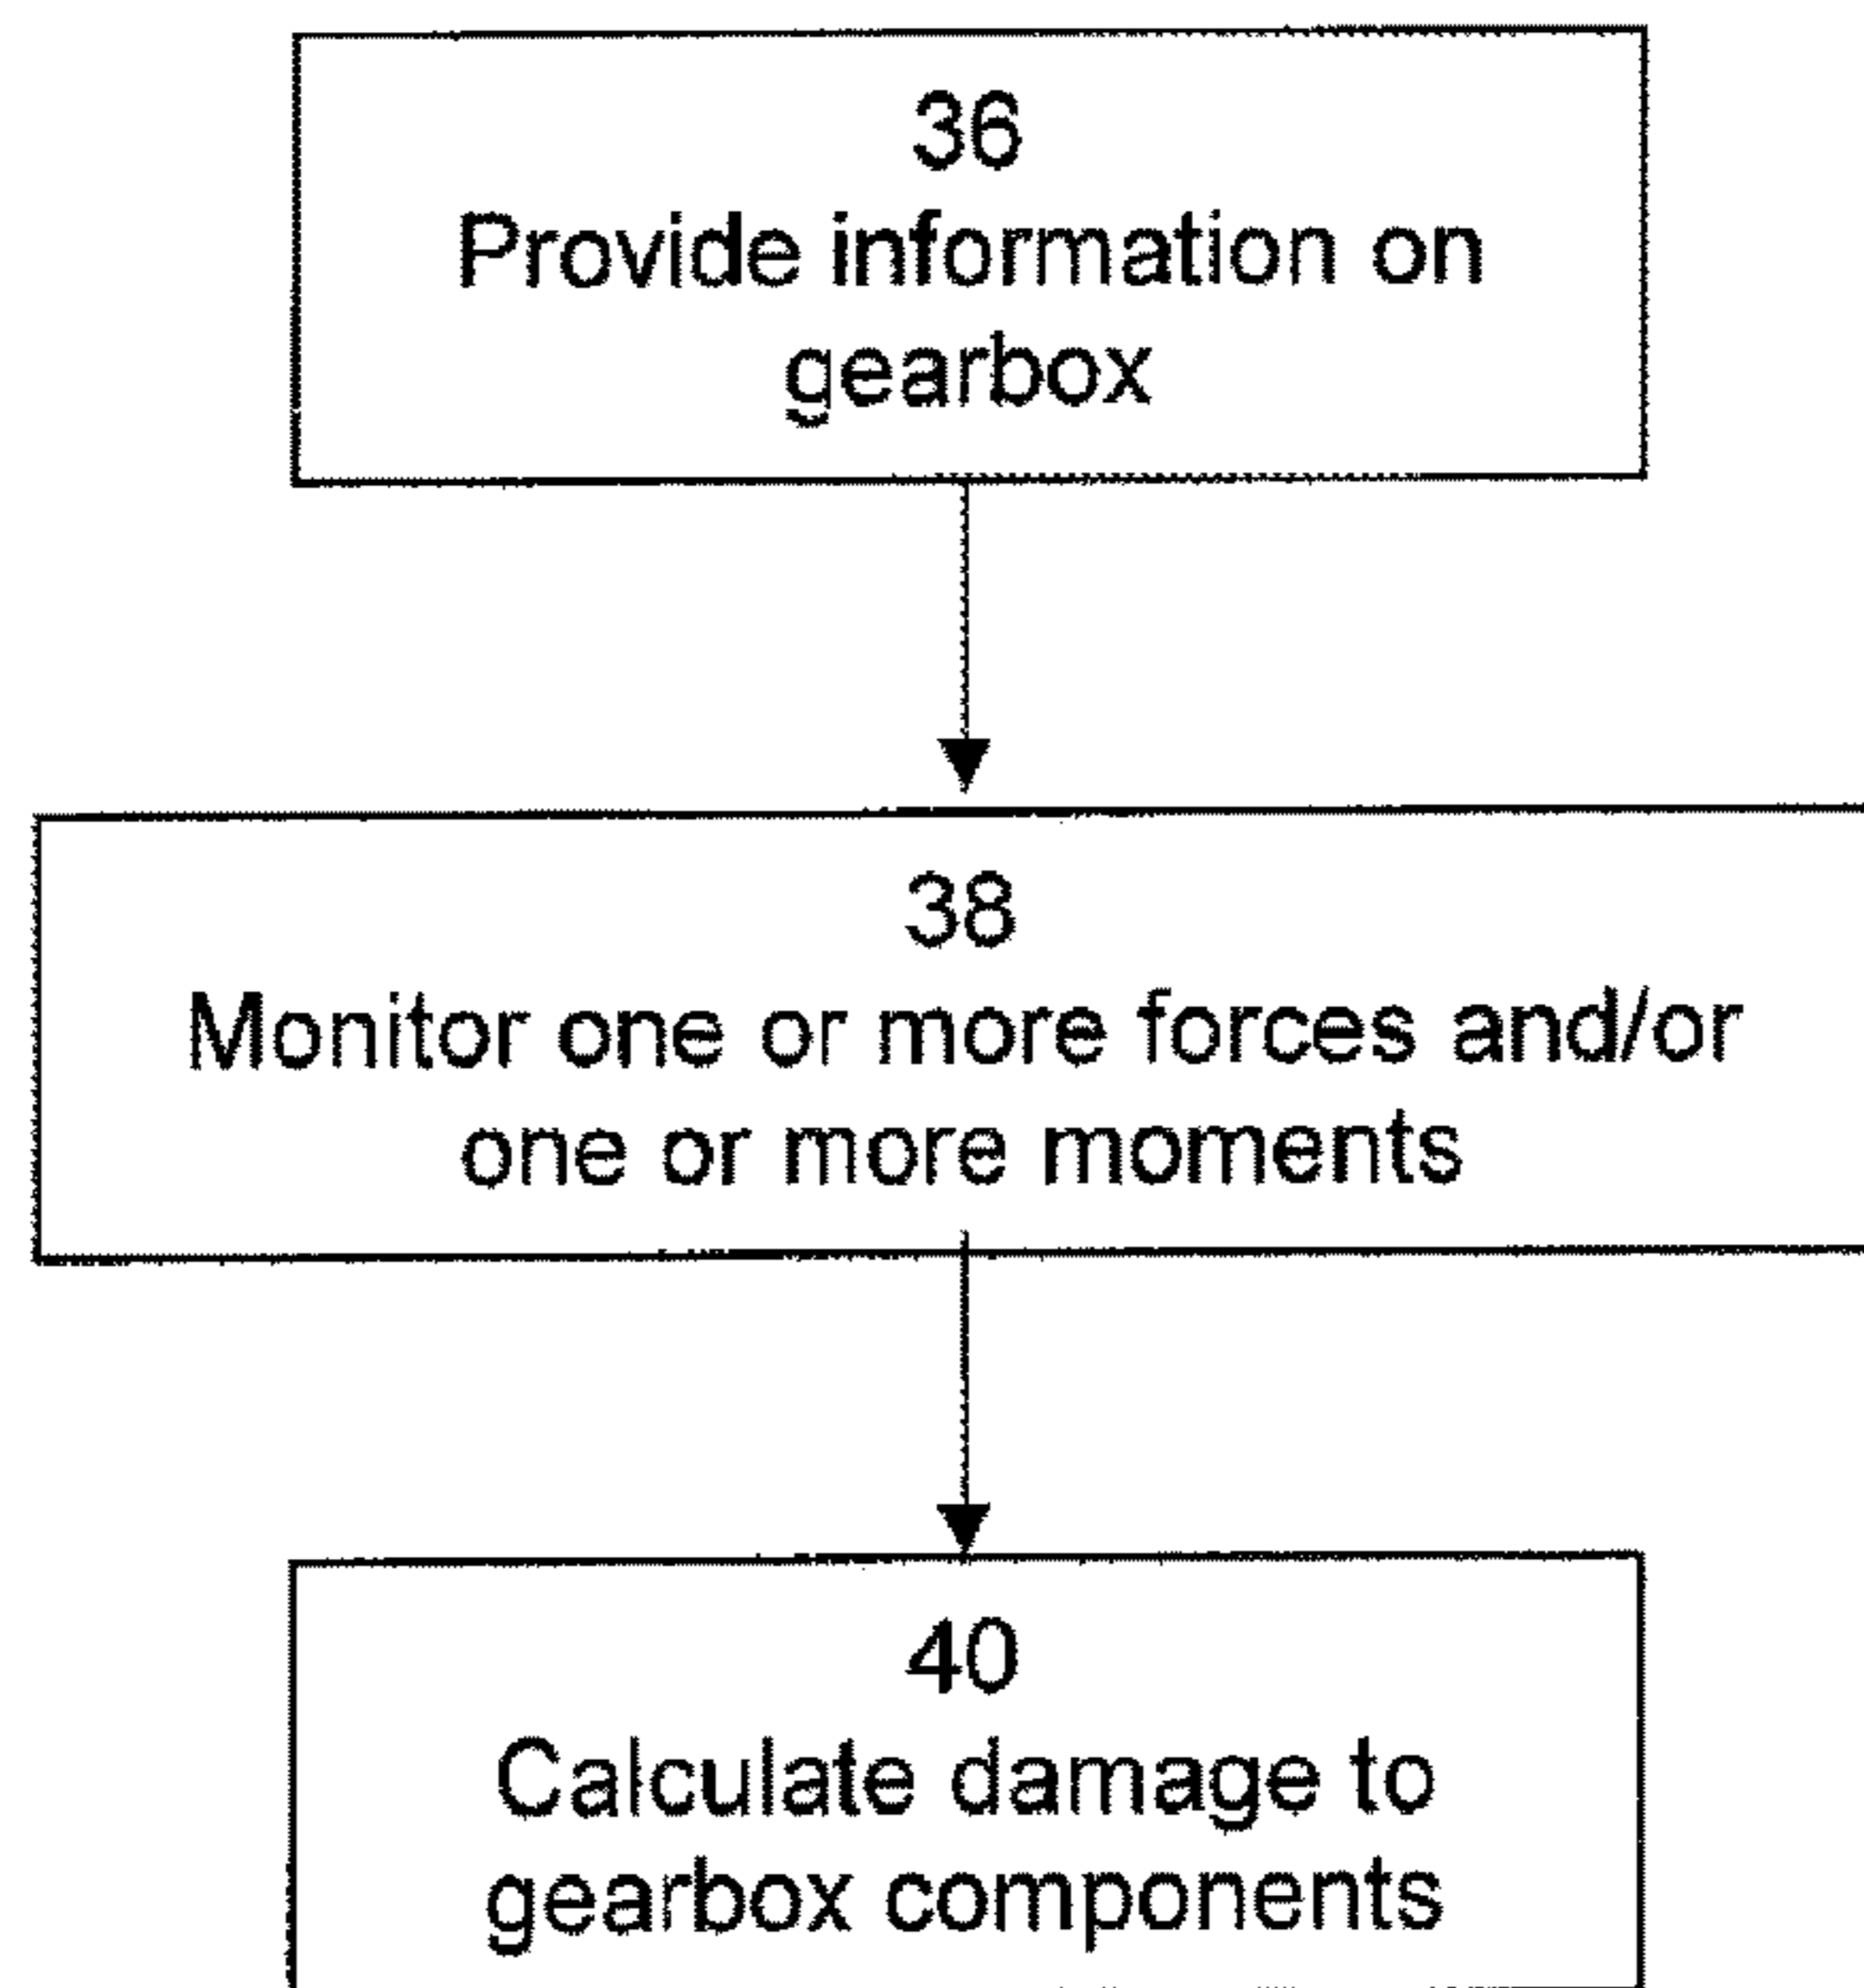 36
Provide information on
gearbox
38
Monitor one or more forces and/or
one or more moments
40
Calculate damage to
gearbox components